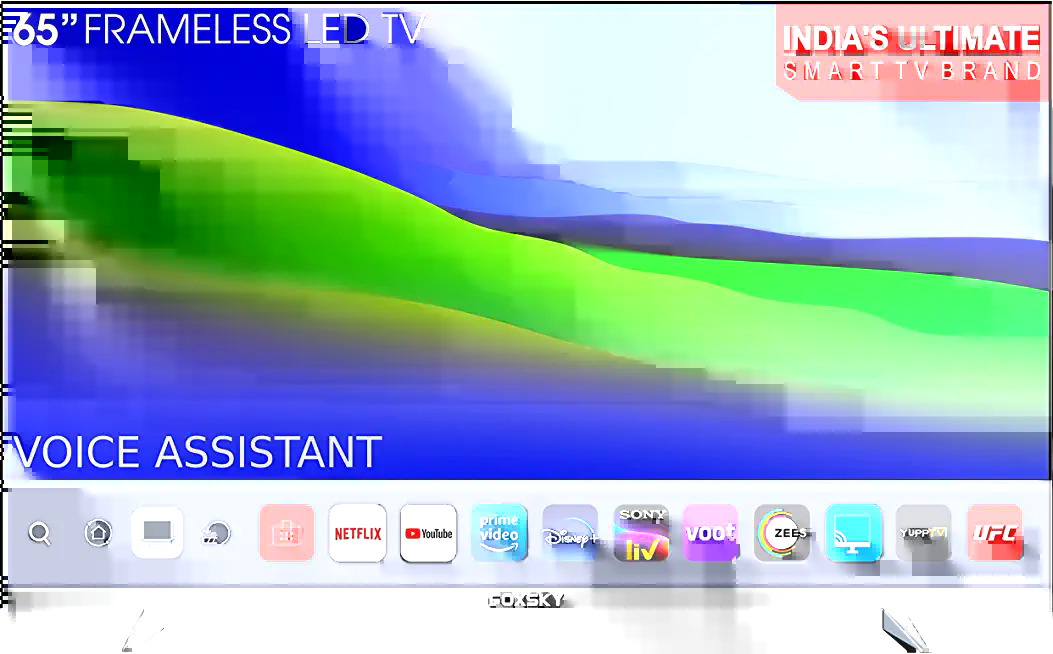 65” FRAMELESS LED TV
INDIA'S ULTIMATE
SMART TV BRAND
VOICE ASSISTANT
NETFLIX
YouTube
prime video
Disney+
SONY liv
voot
ZEE5
YUPPTV
UFC
FOXSKY